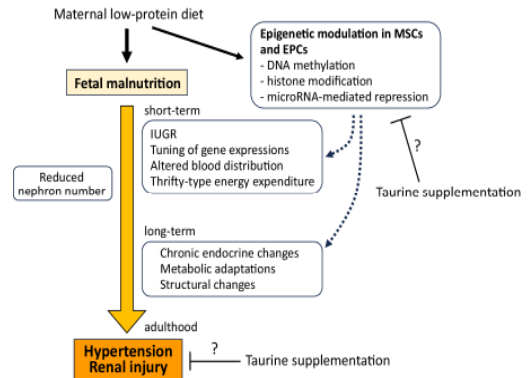 Maternal low-protein diet
Epigenetic modulation in MSCs
and EPCs
- DNA methylation
- histone modification
- microRNA-mediated repression
Fetal malnutrition
short-term
IUGR
Tuning of gene expressions
Altered blood distribution
Thrifty-type energy expenditure
?
Taurine supplementation
Reduced
nephron number
long-term
Chronic endocrine changes
Metabolic adaptations
Structural changes
adulthood
Hypertension
Renal injury
?
Taurine supplementation